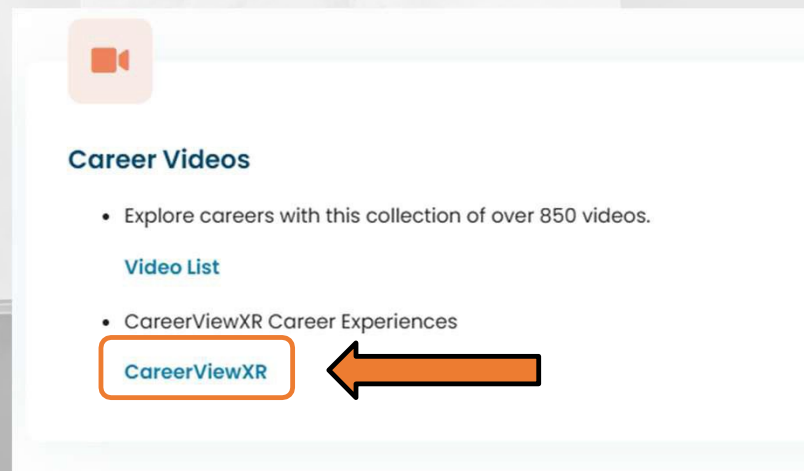 Career Videos
Explore careers with this collection of over 850 videos.
Video List
CareerViewXR Career Experiences
CareerViewXR